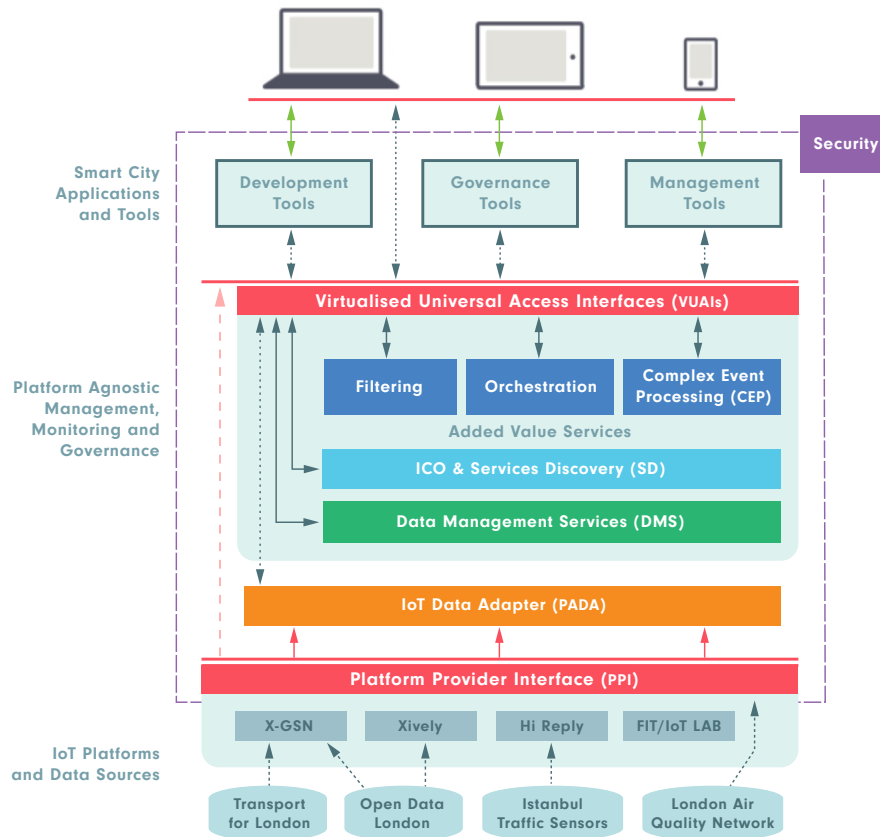 Security
Smart City
Applications
and Tools
Development
Tools
Governance
Tools
Management
Tools
Virtualised Universal Access Interfaces (VUAIs)
Platform Agnostic
Management,
Monitoring and
Governance
Filtering
Orchestration
Complex Event
Processing (CEP)
Added Value Services
ICO & Services Discovery (SD)
Data Management Services (DMS)
IoT Data Adapter (PADA)
Platform Provider Interface (PPI)
IoT Platforms
and Data Sources
X-GSN
Xively
Hi Reply
FIT/IoT LAB
Transport
for London
Open Data
London
Istanbul
Traffic Sensors
London Air
Quality Network